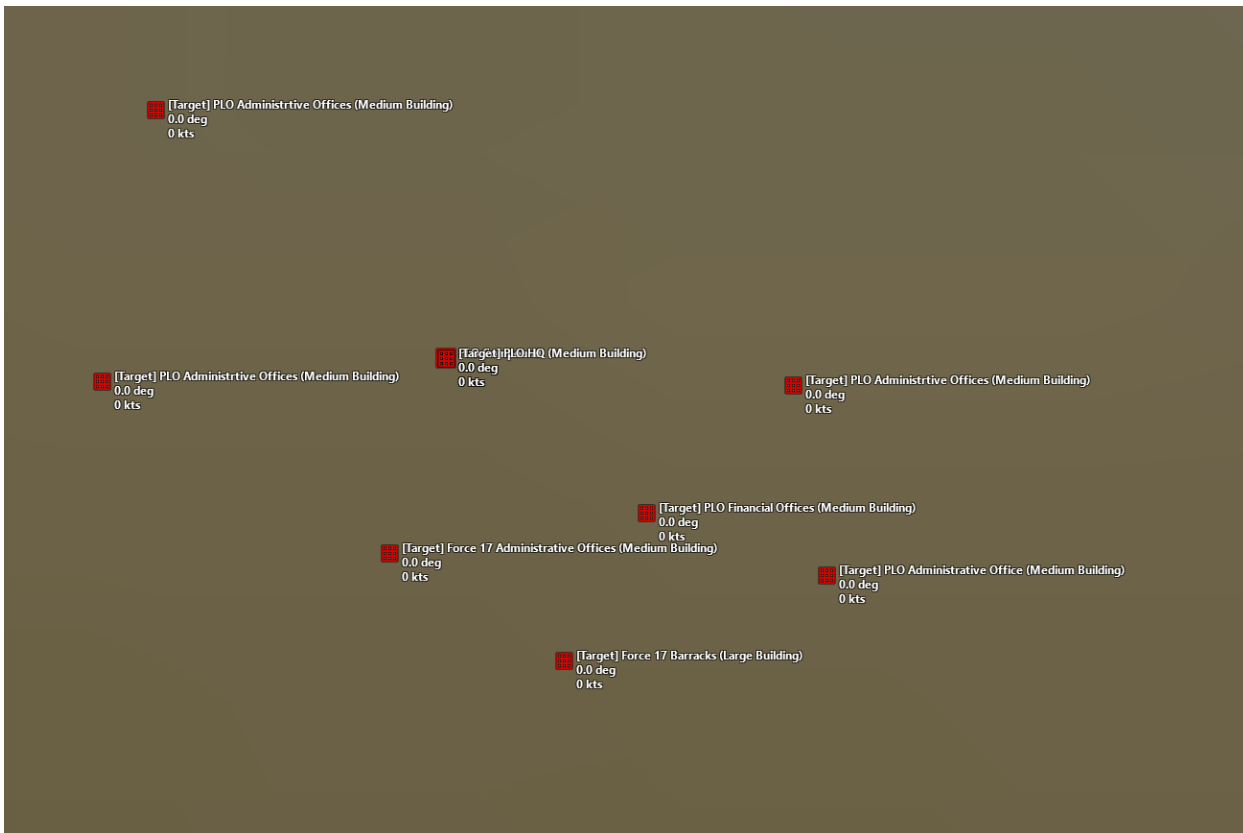 [Target] PLO Administrtive Offices (Medium Building)
0.0 deg
0 kts
[Target] PLO HQ (Medium Building)
0.0 deg
0 kts
[Target] PLO Administrtive Offices (Medium Building)
0.0 deg
0 kts
[Target] PLO Administrtive Offices (Medium Building)
0.0 deg
0 kts
[Target] PLO Financial Offices (Medium Building)
0.0 deg
0 kts
[Target] Force 17 Administrative Offices (Medium Building)
0.0 deg
0 kts
[Target] PLO Administrative Office (Medium Building)
0.0 deg
0 kts
[Target] Force 17 Barracks (Large Building)
0.0 deg
0 kts